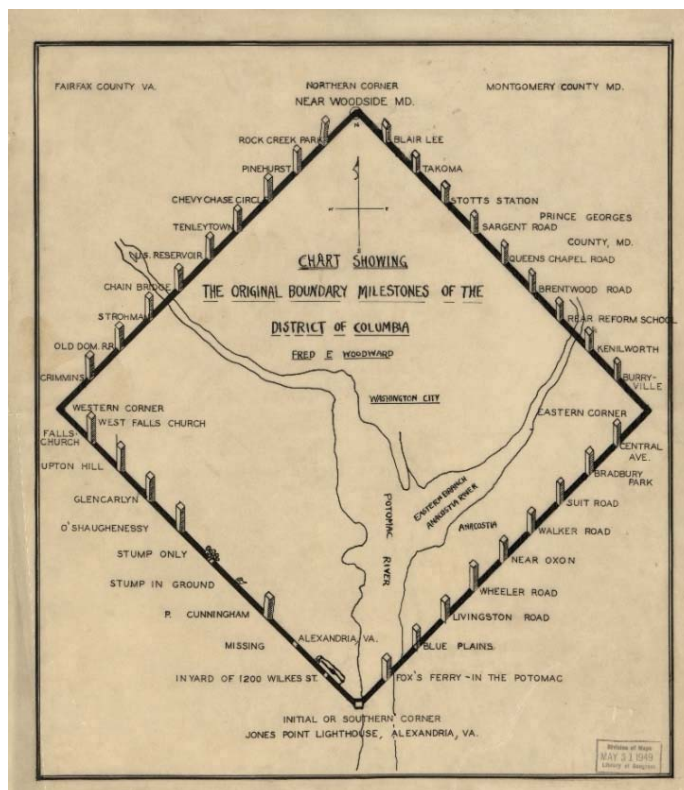 FAIRFAX COUNTY VA.
NORTHERN CORNER
NEAR WOODSIDE MD.
MONTGOMERY COUNTY MD.
ROCK CREEK PARK
BLAIR LEE
PINEHURST
TAKOMA
CHEVY CHASE CIRCLE
STOTTS STATION
TENLEYTOWN
SARGENT ROAD
PRINCE GEORGES
COUNTY, MD.
U.S. RESERVOIR
QUEENS CHAPEL ROAD
CHAIN BRIDGE
BRENTWOOD ROAD
STROHMAN
REAR REFORM SCHOOL
OLD DOM. RR.
KENILWORTH
CRIMMINS
BURRY-
VILLE
N
W
E
S
CHART SHOWING
THE ORIGINAL BOUNDARY MILESTONES OF THE
DISTRICT OF COLUMBIA
FRED E WOODWARD
WASHINGTON CITY
WESTERN CORNER
EASTERN CORNER
WEST FALLS CHURCH
FALLS-
CHURCH
CENTRAL
AVE.
UPTON HILL
BRADBURY
PARK
GLENCARLYN
SUIT ROAD
O'SHAUGHENESSY
WALKER ROAD
STUMP ONLY
NEAR OXON
STUMP IN GROUND
WHEELER ROAD
P. CUNNINGHAM
LIVINGSTON ROAD
MISSING
BLUE PLAINS
IN YARD OF 1200 WILKES ST.
FOX'S FERRY - IN THE POTOMAC
EASTERN BRANCH
ANACOSTIA RIVER
ANACOSTIA
POTOMAC
RIVER
ALEXANDRIA, VA.
INITIAL OR SOUTHERN CORNER
JONES POINT LIGHTHOUSE, ALEXANDRIA, VA.
Division of Maps
MAY 31 1949
Library of Congress